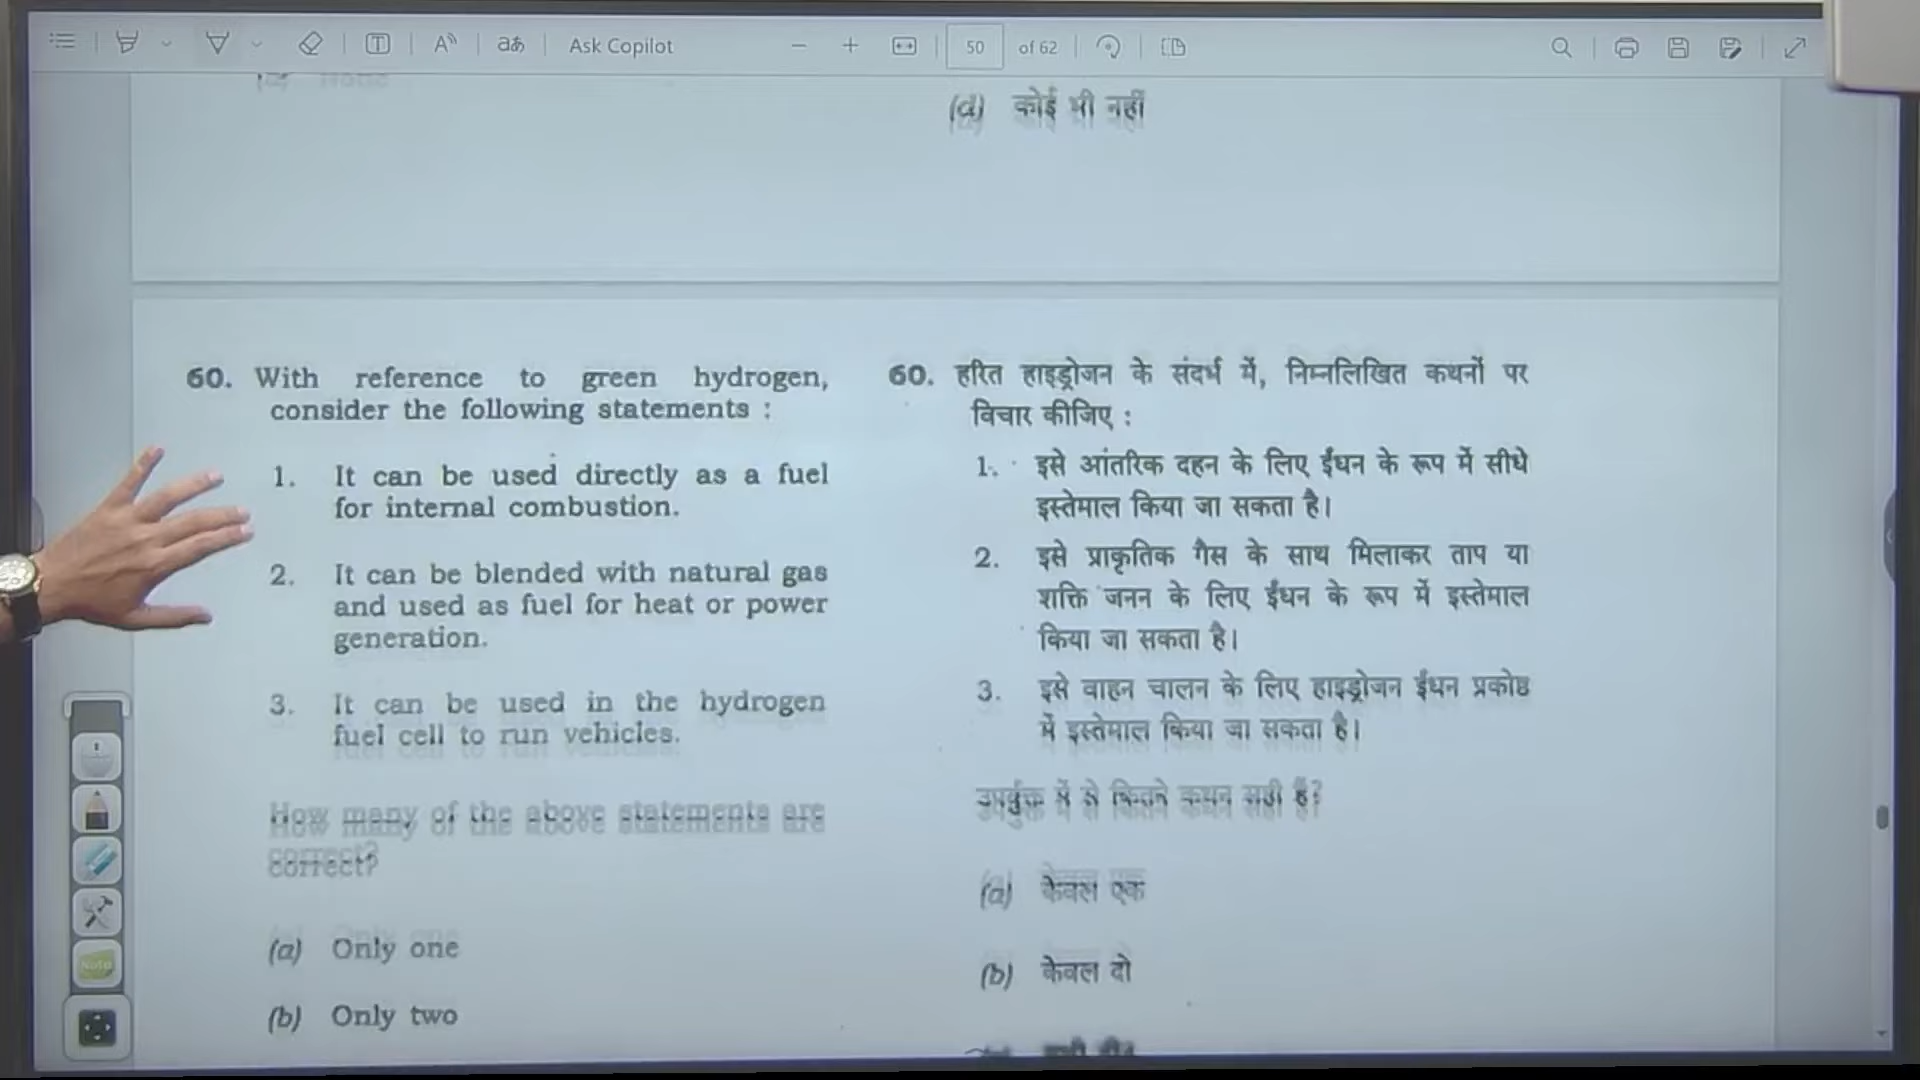 Ask Copilot
50 of 62
(d) कोई भी नहीं
60. With reference to green hydrogen,
consider the following statements :
1. It can be used directly as a fuel
for internal combustion.
2. It can be blended with natural gas
and used as fuel for heat or power
generation.
3. It can be used in the hydrogen
fuel cell to run vehicles.
How many of the above statements are
correct?
(a) Only one
(b) Only two
60. हरित हाइड्रोजन के संदर्भ में, निम्नलिखित कथनों पर
विचार कीजिए :
1. इसे आंतरिक दहन के लिए ईंधन के रूप में सीधे
इस्तेमाल किया जा सकता है।
2. इसे प्राकृतिक गैस के साथ मिलाकर ताप या
शक्ति जनन के लिए ईंधन के रूप में इस्तेमाल
किया जा सकता है।
3. इसे वाहन चालन के लिए हाइड्रोजन ईंधन प्रकोष्ठ
में इस्तेमाल किया जा सकता है।
उपर्युक्त में से कितने कथन सही हैं?
(a) केवल एक
(b) केवल दो
Note